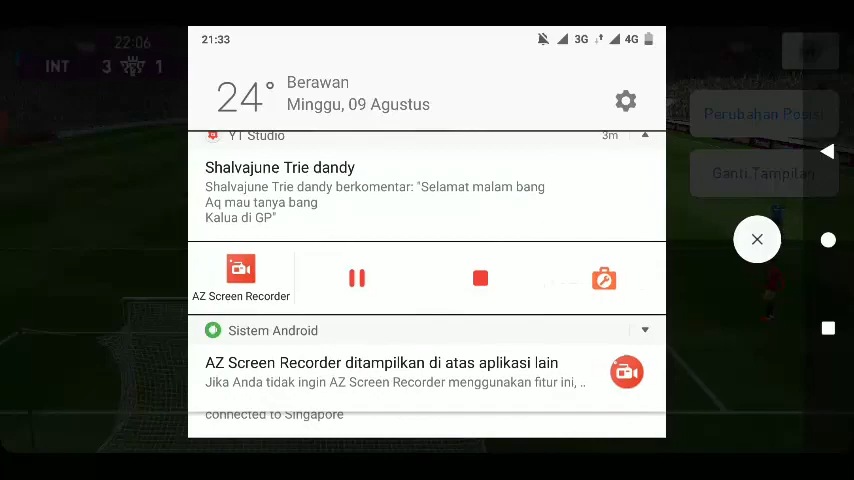 21:33
3G
4G
24°
Berawan
Minggu, 09 Agustus
22:06
INT 3 1
YT Studio
3m
Shalvajune Trie dandy
Shalvajune Trie dandy berkomentar: "Selamat malam bang
Aq mau tanya bang
Kalua di GP"
AZ Screen Recorder
Sistem Android
AZ Screen Recorder ditampilkan di atas aplikasi lain
Jika Anda tidak ingin AZ Screen Recorder menggunakan fitur ini, ..
connected to Singapore
Perubahan Posisi
Ganti Tampilan